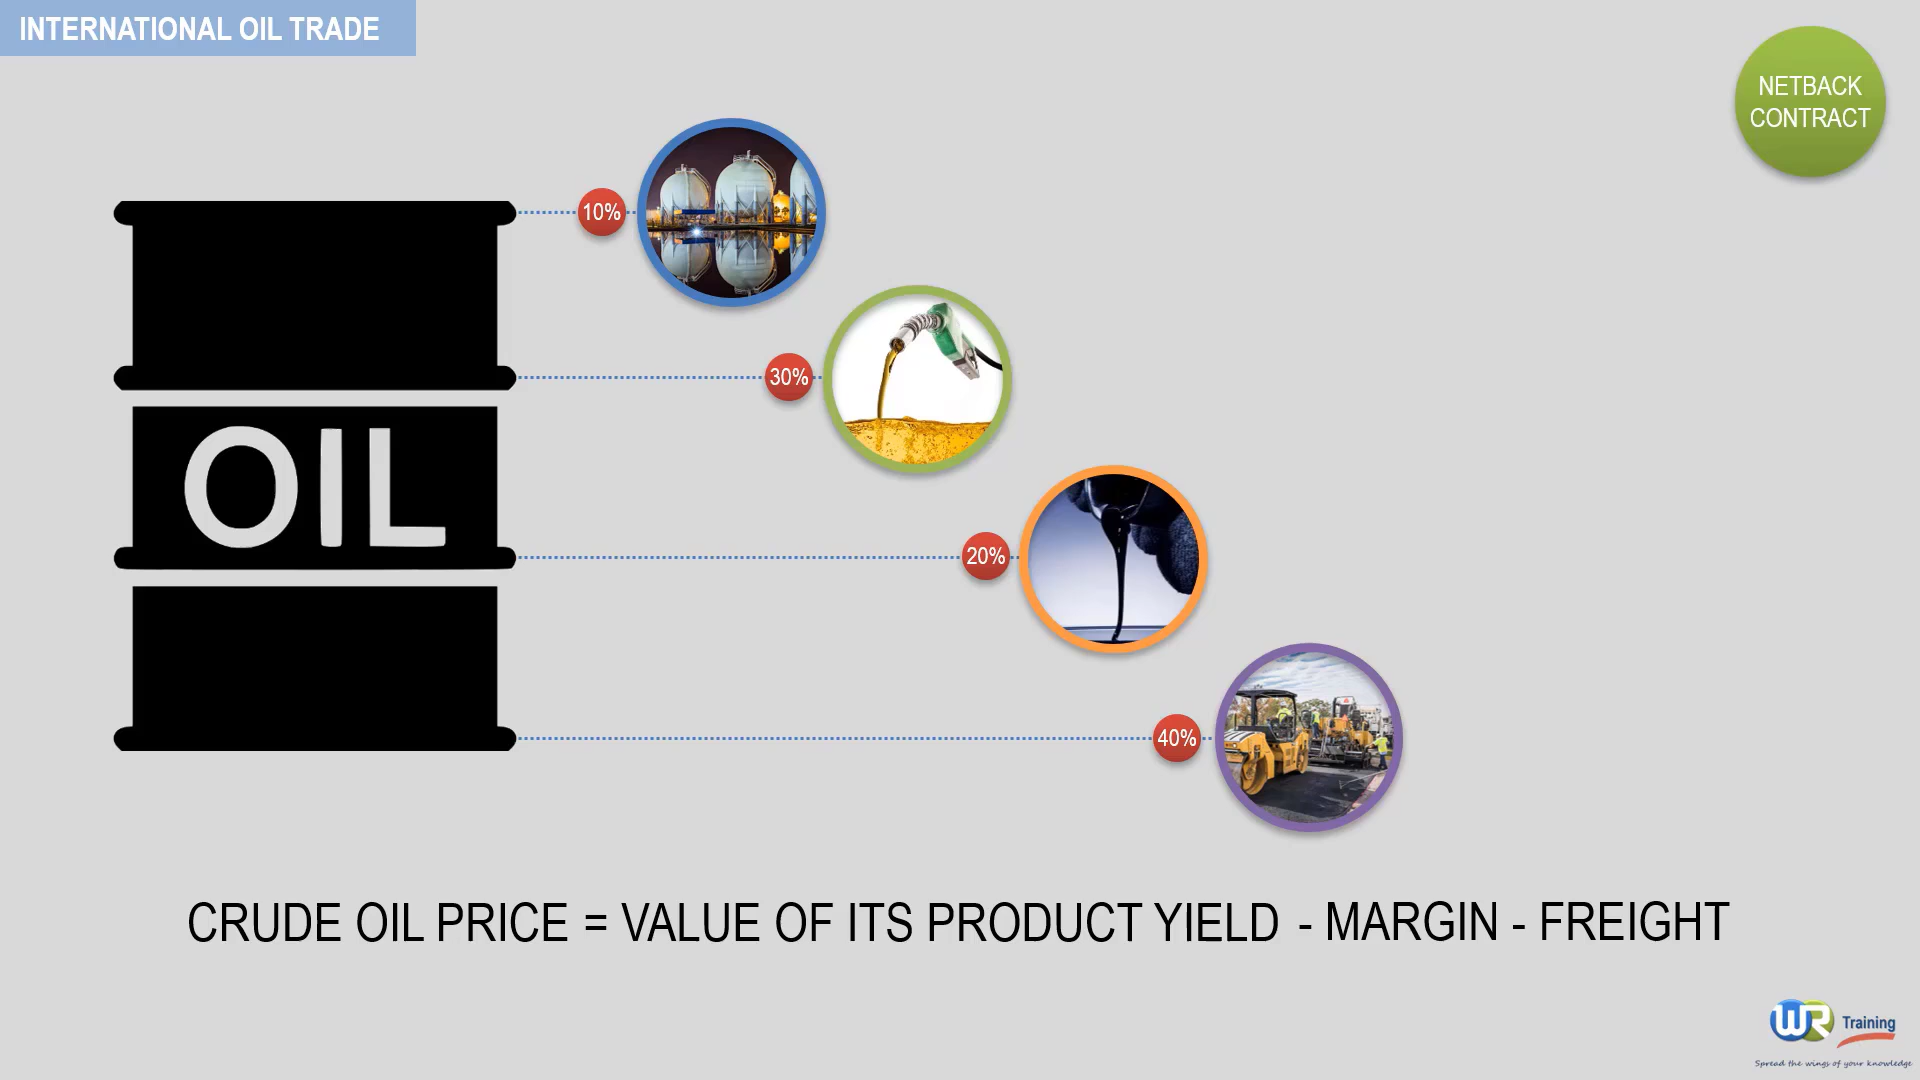 INTERNATIONAL OIL TRADE
NETBACK
CONTRACT
10%
30%
OIL
20%
40%
CRUDE OIL PRICE = VALUE OF ITS PRODUCT YIELD - MARGIN - FREIGHT
WR Training
Spread the wings of your knowledge